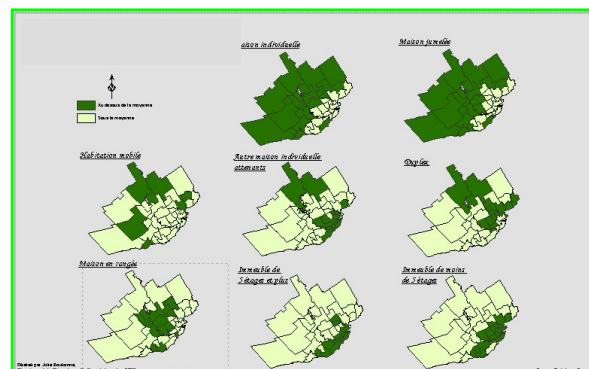 aison individuelle
Maison jumelée
Au dessus de la moyenne
Sous la moyenne
Habitation mobile
Autre maison individuelle
attenante
Duplex
Maison en rangée
Immeuble de
5 étages et plus
Immeuble de moins
de 5 étages
Réalisé par Julie